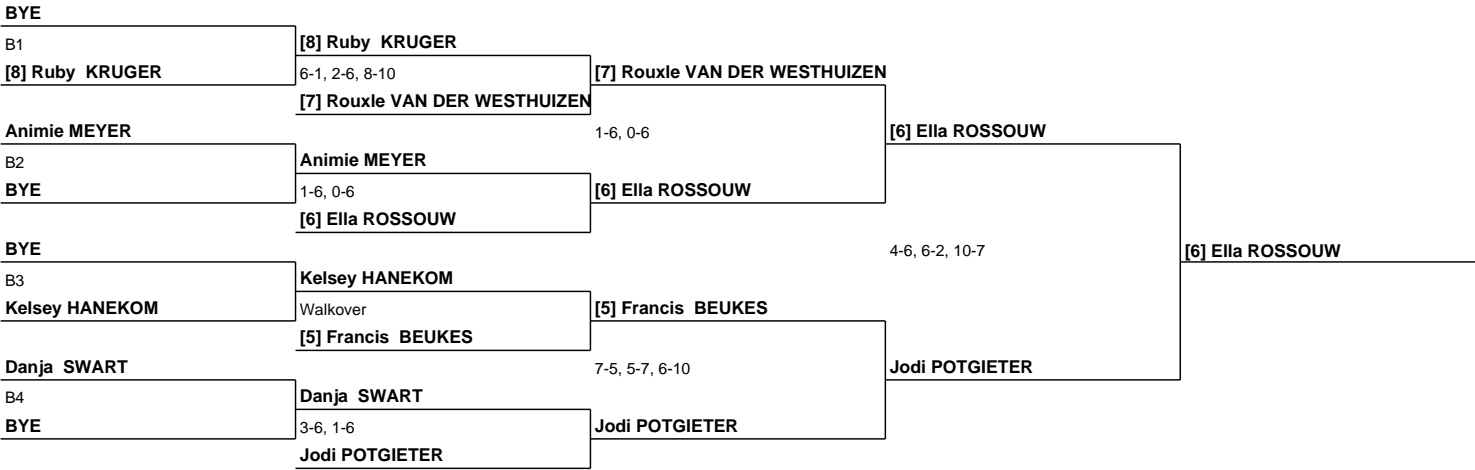 BYE
B1
[8] Ruby KRUGER
[8] Ruby KRUGER
6-1, 2-6, 8-10
[7] Rouxle VAN DER WESTHUIZEN
[7] Rouxle VAN DER WESTHUIZEN
Animie MEYER
1-6, 0-6
[6] Ella ROSSOUW
B2
Animie MEYER
BYE
1-6, 0-6
[6] Ella ROSSOUW
[6] Ella ROSSOUW
BYE
4-6, 6-2, 10-7
[6] Ella ROSSOUW
B3
Kelsey HANEKOM
Kelsey HANEKOM
Walkover
[5] Francis BEUKES
[5] Francis BEUKES
Danja SWART
7-5, 5-7, 6-10
Jodi POTGIETER
B4
Danja SWART
BYE
3-6, 1-6
Jodi POTGIETER
Jodi POTGIETER